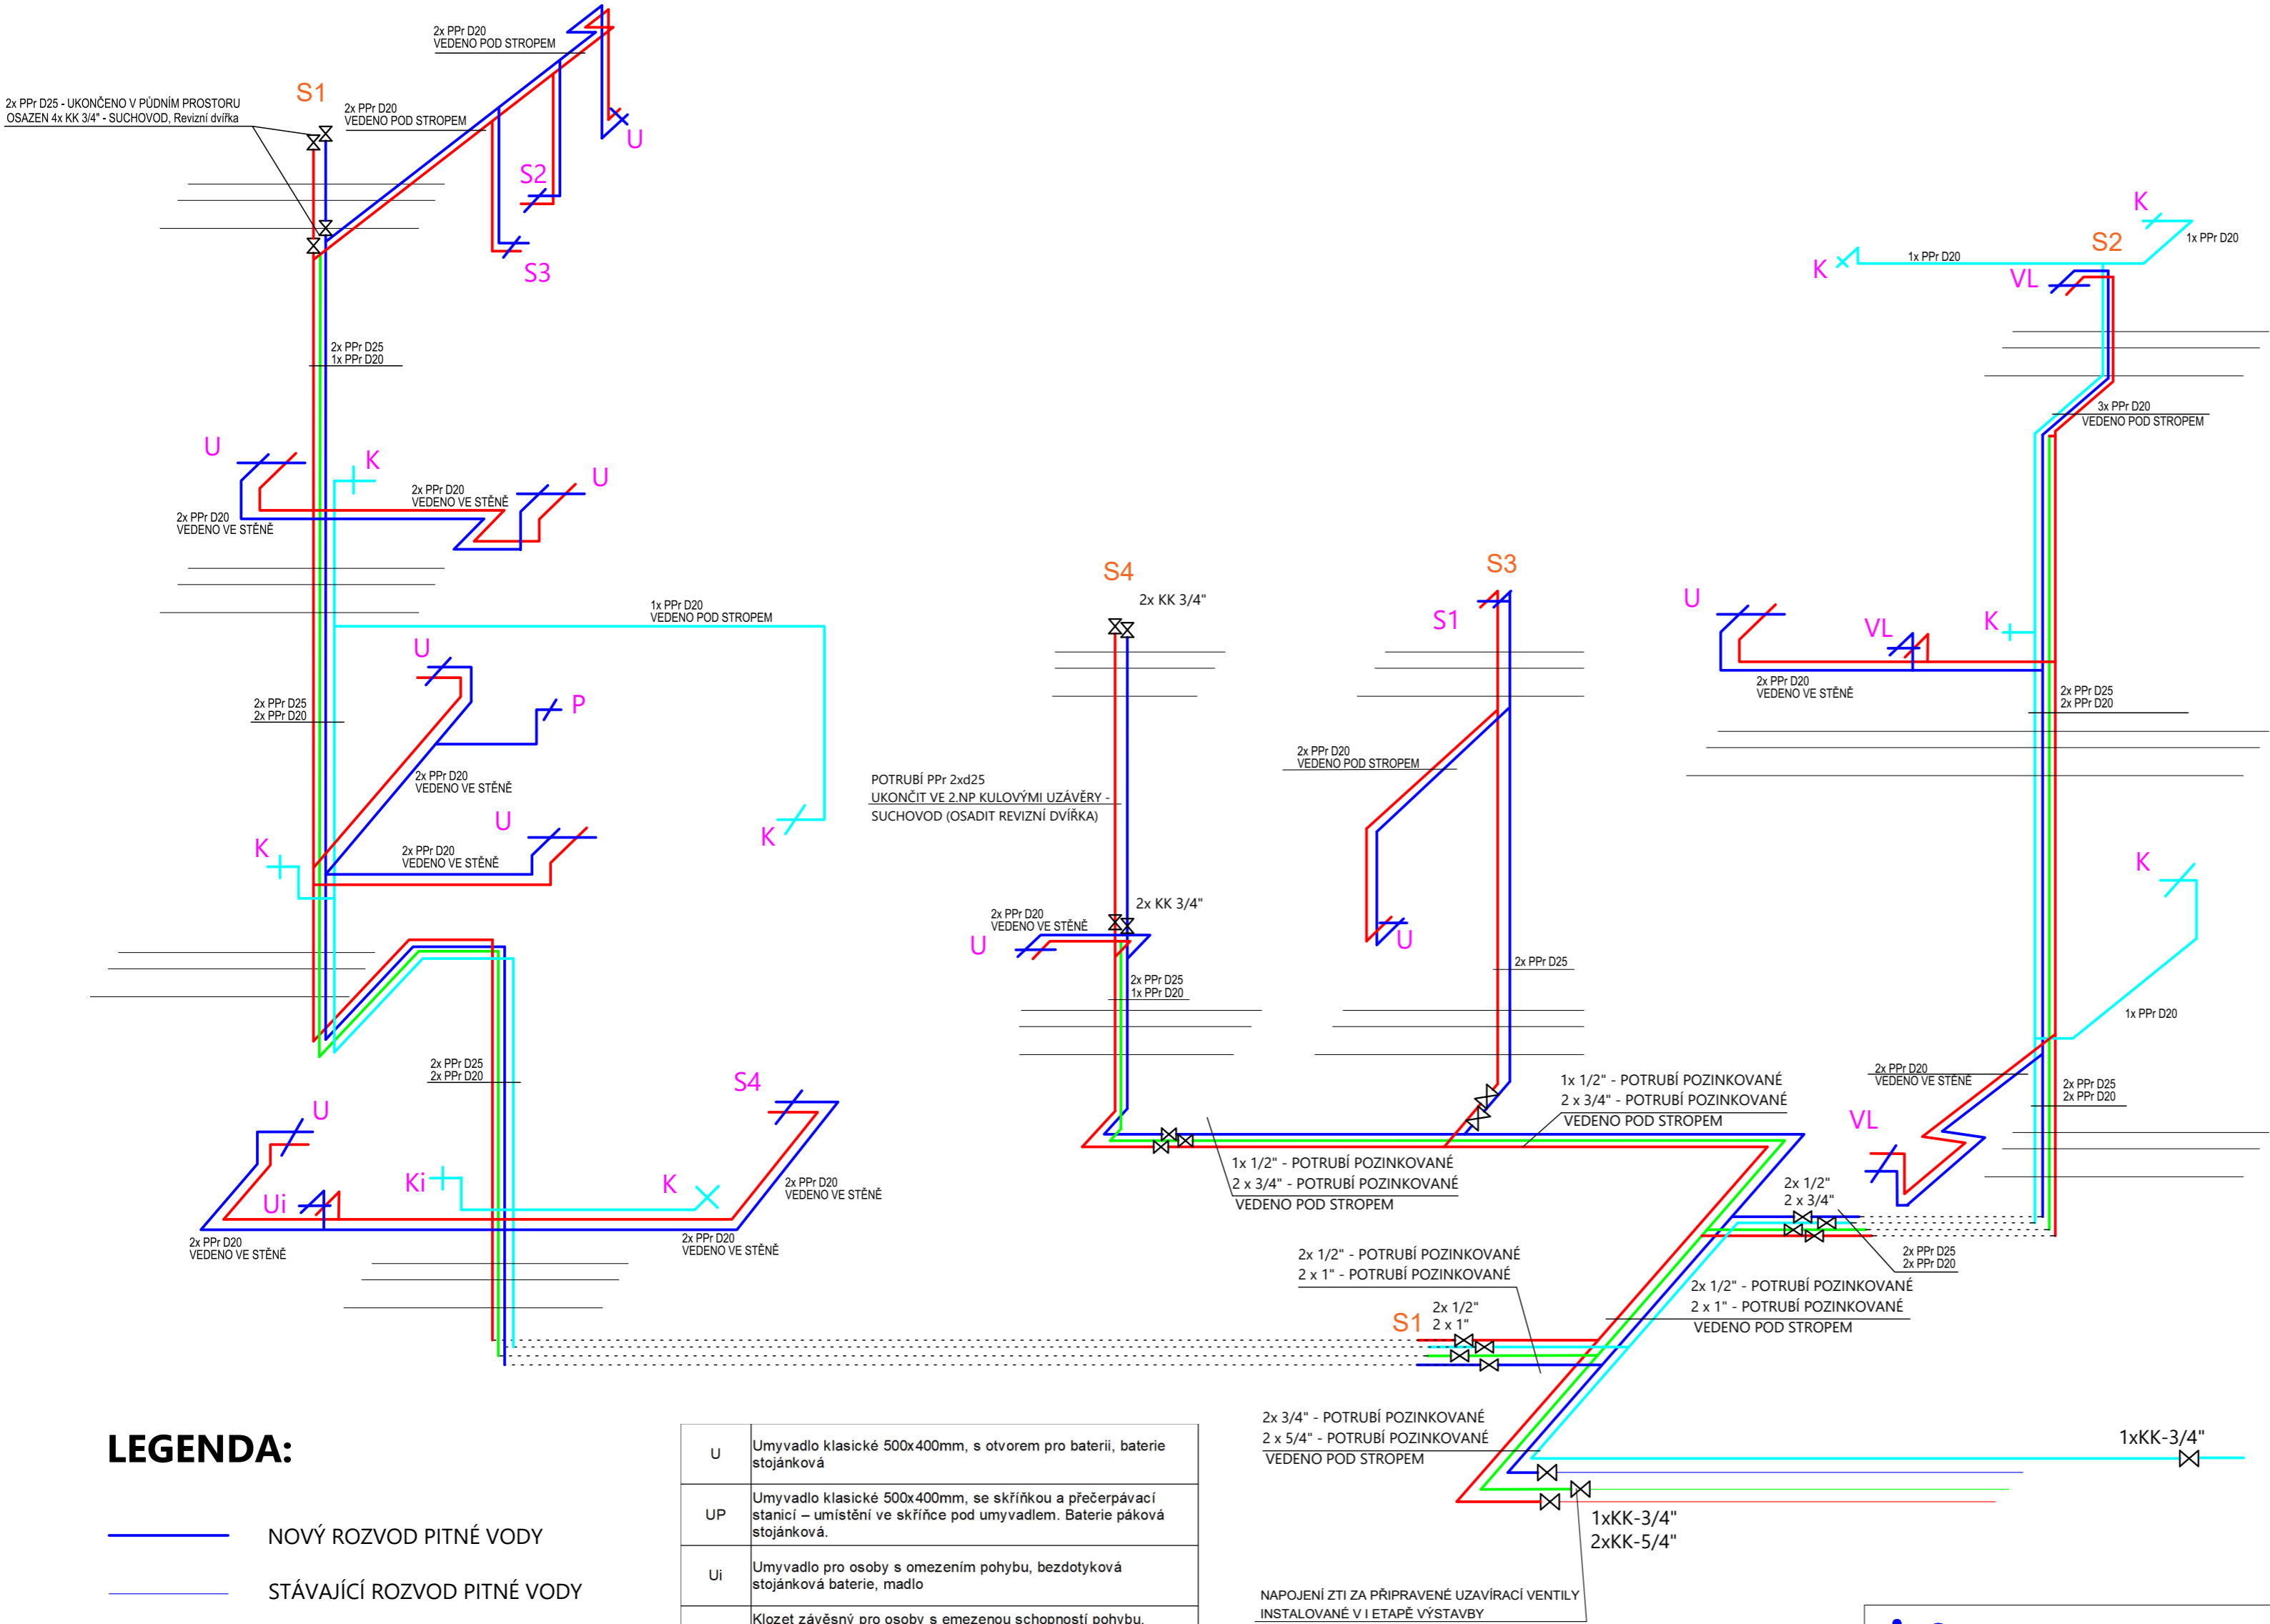 2x PPr D20
VEDENO POD STROPEM
S1
2x PPr D25 - UKONČENO V PŮDNÍM PROSTORU
OSAZEN 4x KK 3/4" - SUCHOVOD, Revizní dvířka
2x PPr D20
VEDENO POD STROPEM
U
S2
S3
2x PPr D25
1x PPr D20
U
K
2x PPr D20
VEDENO VE STĚNĚ
U
2x PPr D20
VEDENO VE STĚNĚ
1x PPr D20
VEDENO POD STROPEM
U
P
2x PPr D25
2x PPr D20
2x PPr D20
VEDENO VE STĚNĚ
U
K
2x PPr D20
VEDENO VE STĚNĚ
K
2x PPr D25
2x PPr D20
S4
U
Ki
K
Ui
2x PPr D20
VEDENO VE STĚNĚ
2x PPr D20
VEDENO VE STĚNĚ
2x PPr D20
VEDENO VE STĚNĚ
S4
2x KK 3/4"
POTRUBÍ PPr 2xd25
UKONČIT VE 2.NP KULOVÝMI UZÁVĚRY -
SUCHOVOD (OSADIT REVIZNÍ DVÍŘKA)
2x KK 3/4"
2x PPr D20
VEDENO VE STĚNĚ
U
2x PPr D25
1x PPr D20
S3
S1
2x PPr D20
VEDENO POD STROPEM
U
2x PPr D25
1x 1/2" - POTRUBÍ POZINKOVANÉ
2 x 3/4" - POTRUBÍ POZINKOVANÉ
VEDENO POD STROPEM
1x 1/2" - POTRUBÍ POZINKOVANÉ
2 x 3/4" - POTRUBÍ POZINKOVANÉ
VEDENO POD STROPEM
K
1x PPr D20
S2
K
1x PPr D20
VL
3x PPr D20
VEDENO POD STROPEM
U
VL
K
2x PPr D20
VEDENO VE STĚNĚ
2x PPr D25
2x PPr D20
K
1x PPr D20
2x PPr D20
VEDENO VE STĚNĚ
2x PPr D25
2x PPr D20
VL
2x 1/2"
2 x 3/4"
2x PPr D25
2x PPr D20
2x 1/2" - POTRUBÍ POZINKOVANÉ
2 x 1" - POTRUBÍ POZINKOVANÉ
2x 1/2" - POTRUBÍ POZINKOVANÉ
2 x 1" - POTRUBÍ POZINKOVANÉ
VEDENO POD STROPEM
S1
2x 1/2"
2 x 1"
2x 3/4" - POTRUBÍ POZINKOVANÉ
2 x 5/4" - POTRUBÍ POZINKOVANÉ
VEDENO POD STROPEM
1xKK-3/4"
1xKK-3/4"
2xKK-5/4"
NAPOJENÍ ZTI ZA PŘIPRAVENÉ UZAVÍRACÍ VENTILY
INSTALOVANÉ V I ETAPĚ VÝSTAVBY
LEGENDA:
NOVÝ ROZVOD PITNÉ VODY
STÁVAJÍCÍ ROZVOD PITNÉ VODY
U
Umyvadlo klasické 500x400mm, s otvorem pro baterii, baterie
stojánková
UP
Umyvadlo klasické 500x400mm, se skříňkou a přečerpávací
stanicí – umístění ve skříňce pod umyvadlem. Baterie páková
stojánková.
Ui
Umyvadlo pro osoby s omezením pohybu, bezdotyková
stojánková baterie, madlo
Klozet závěsný pro osoby s emezenou schopností pohybu,